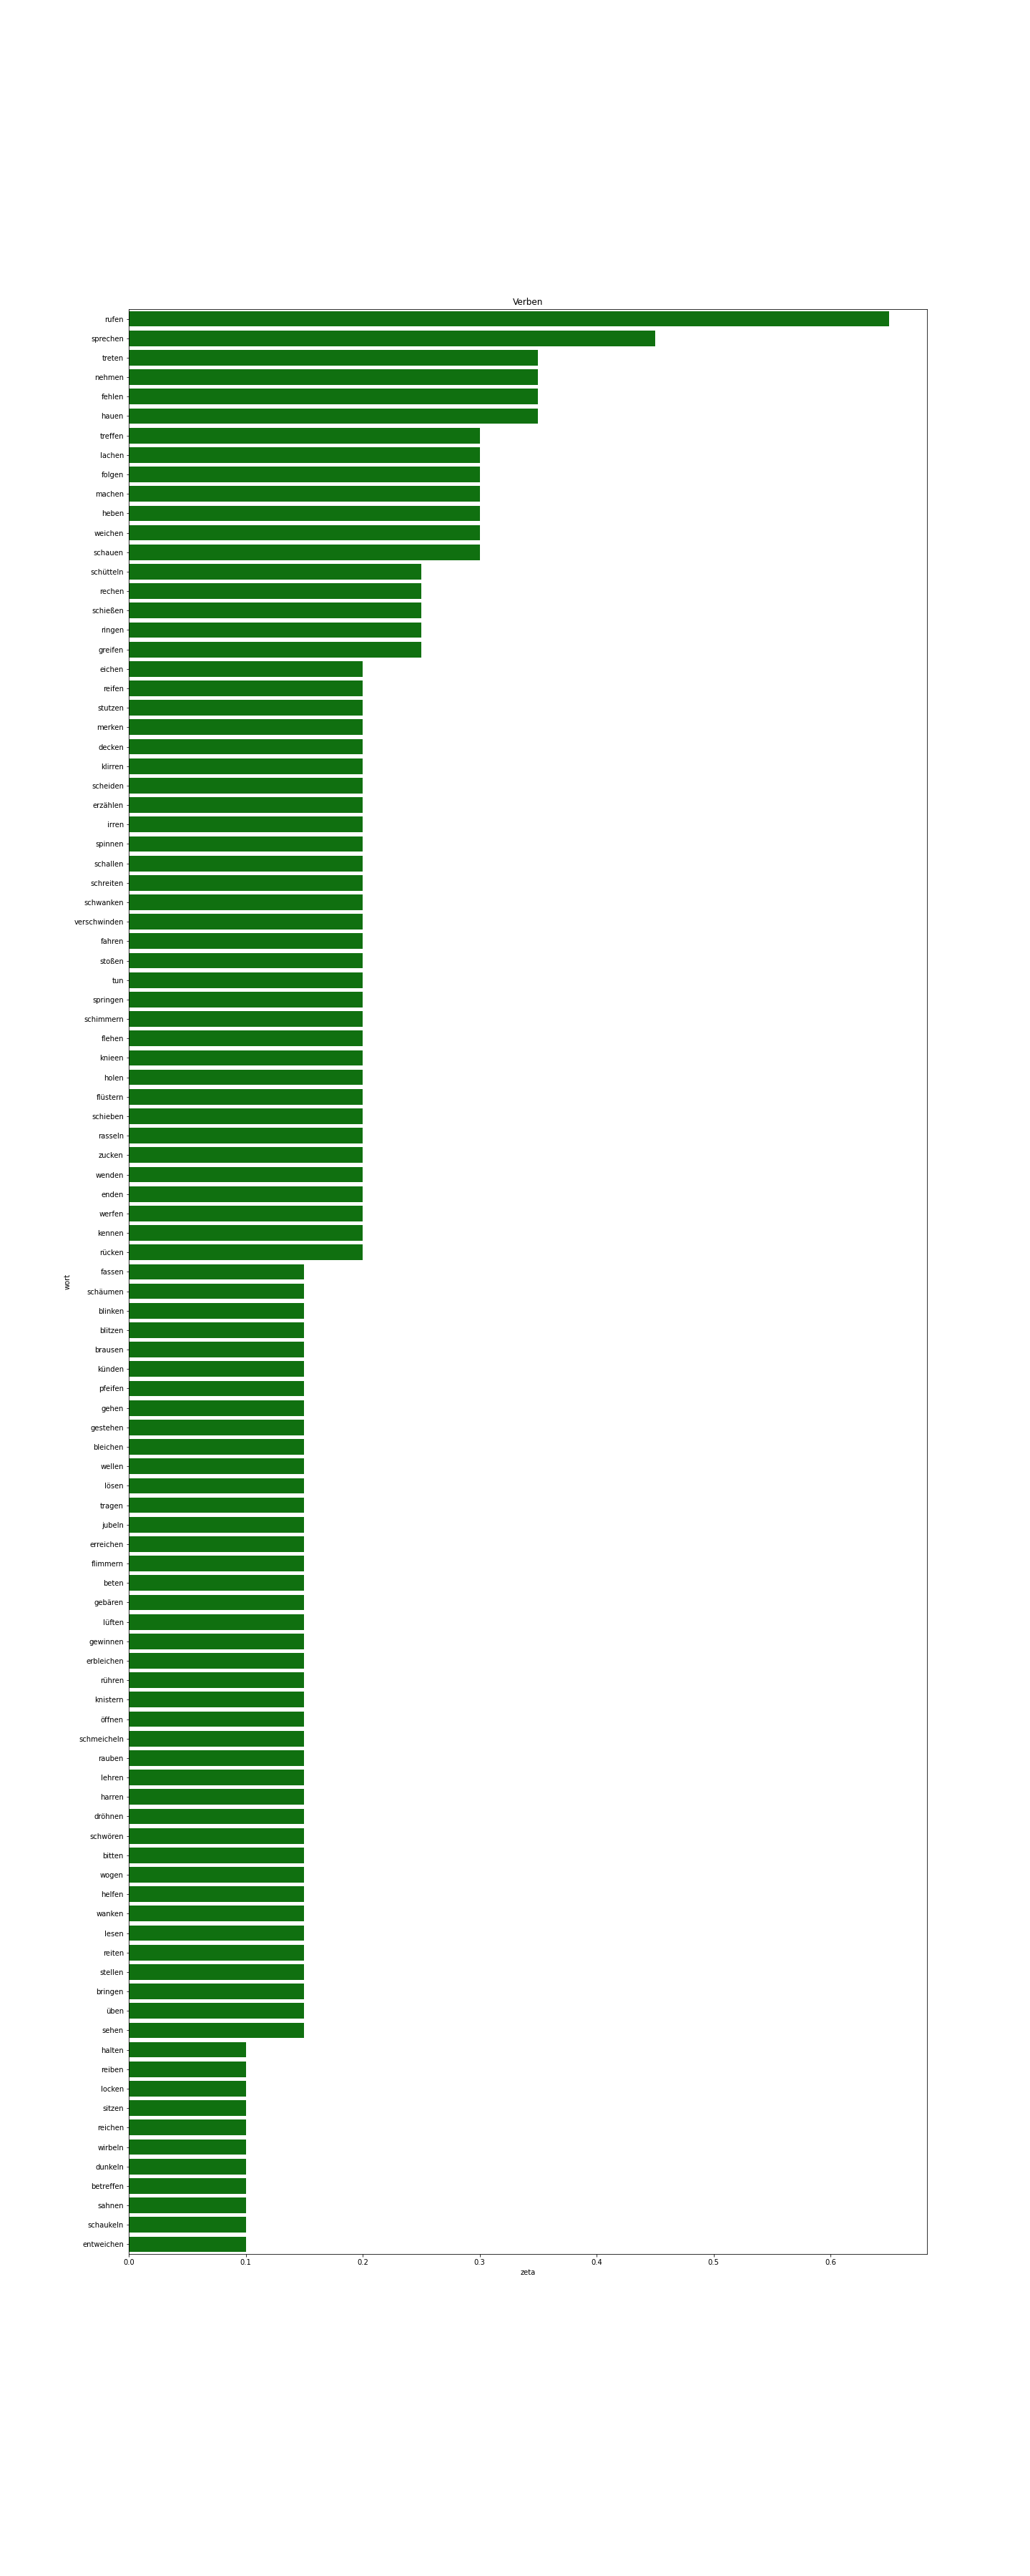 Verben
rufen
sprechen
treten
nehmen
fehlen
hauen
treffen
lachen
folgen
machen
heben
weichen
schauen
schütteln
rechen
schießen
ringen
greifen
eichen
reifen
stutzen
merken
decken
klirren
scheiden
erzählen
irren
spinnen
schallen
schreiten
schwanken
verschwinden
fahren
stoßen
tun
springen
schimmern
flehen
knieen
holen
flüstern
schieben
rasseln
zucken
wenden
enden
werfen
kennen
rücken
wort
fassen
schäumen
blinken
blitzen
brausen
künden
pfeifen
gehen
gestehen
bleichen
wellen
lösen
tragen
jubeln
erreichen
flimmern
beten
gebären
lüften
gewinnen
erbleichen
rühren
knistern
öffnen
schmeicheln
rauben
lehren
harren
dröhnen
schwören
bitten
wogen
helfen
wanken
lesen
reiten
stellen
bringen
üben
sehen
halten
reiben
locken
sitzen
reichen
wirbeln
dunkeln
betreffen
sahnen
schaukeln
entweichen
0.0 0.1 0.2 0.3 0.4 0.5 0.6
zeta